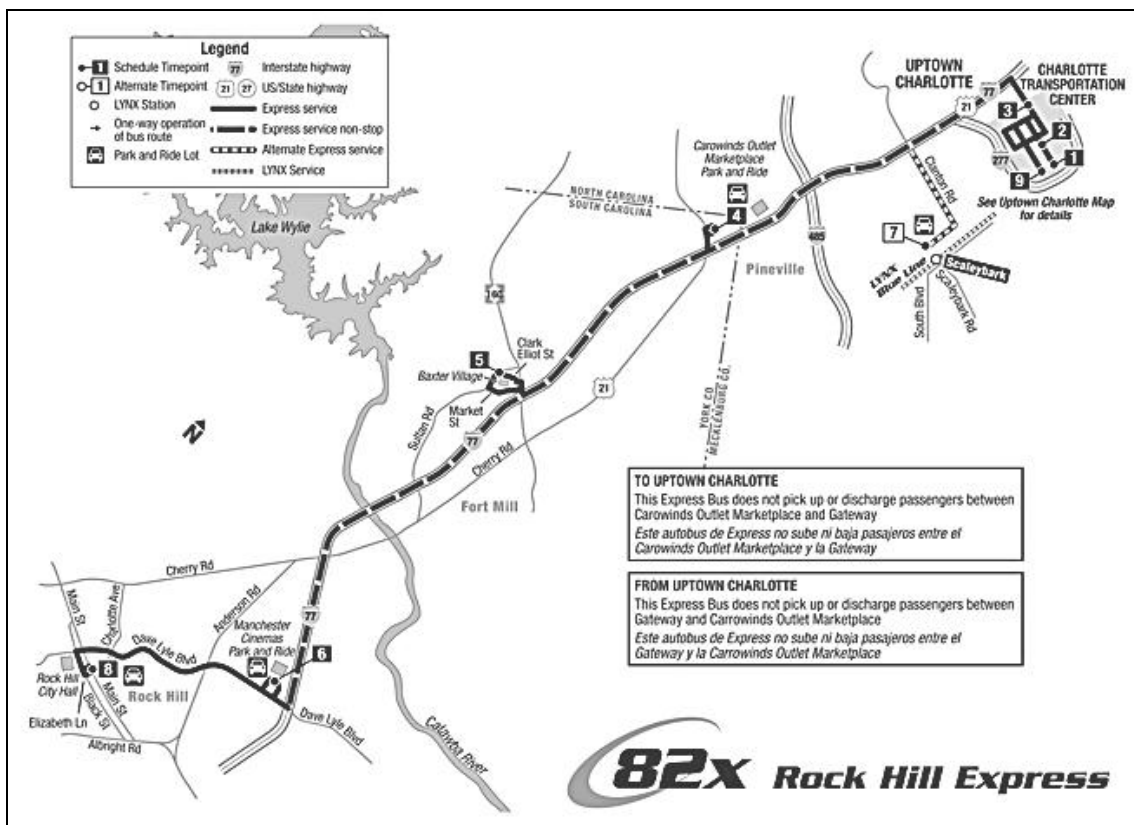 Legend
1 Schedule Timepoint
77 Interstate highway
1 Alternate Timepoint
21 27 US/State highway
LYNX Station
Express service
One-way operation
of bus route
Express service non-stop
Park and Ride Lot
Alternate Express service
LYNX Service
UPTOWN
CHARLOTTE
CHARLOTTE
TRANSPORTATION
CENTER
77
21
3
2
1
277
9
See Uptown Charlotte Map
for details
Carowinds Outlet
Marketplace
Park and Ride
Clanton Rd
NORTH CAROLINA
SOUTH CAROLINA
4
7
485
Pineville
LYNX
Blue Line
Scaleybark
South Blvd
Scaleybark Rd
Lake Wylie
Clark
Elliot St
5
Baxter Village
Market
St
21
YORK CO.
MECKLENBURG CO.
Sutton Rd
77
Cherry Rd
N
Fort Mill
TO UPTOWN CHARLOTTE
This Express Bus does not pick up or discharge passengers between
Carowinds Outlet Marketplace and Gateway
Este autobus de Express no sube ni baja pasajeros entre el
Carowinds Outlet Marketplace y la Gateway
FROM UPTOWN CHARLOTTE
This Express Bus does not pick up or discharge passengers between
Gateway and Carowinds Outlet Marketplace
Este autobus de Express no sube ni baja pasajeros entre el
Gateway y la Carrowinds Outlet Marketplace
Cherry Rd
Main St
Charlotte Ave
Anderson Rd
77
Dave Lyle Blvd
Manchester
Cinemas
Park and Ride
6
8
Rock Hill
City Hall
Main St
Rock Hill
Elizabeth Ln
Black St
Dave Lyle Blvd
Albright Rd
Catawba River
82x Rock Hill Express